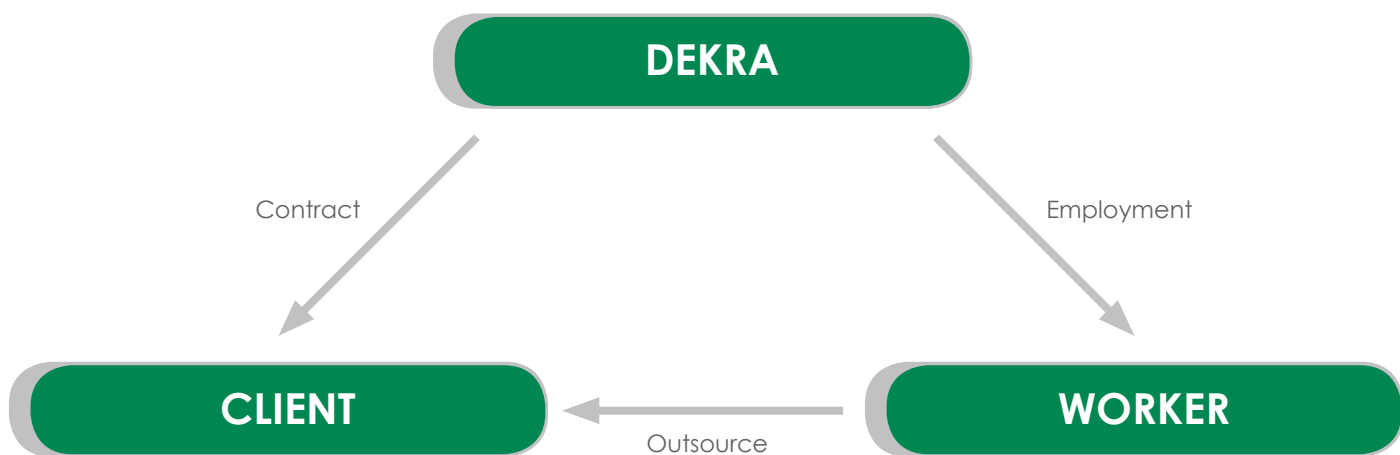 DEKRA
Contract
Employment
CLIENT
WORKER
Outsource